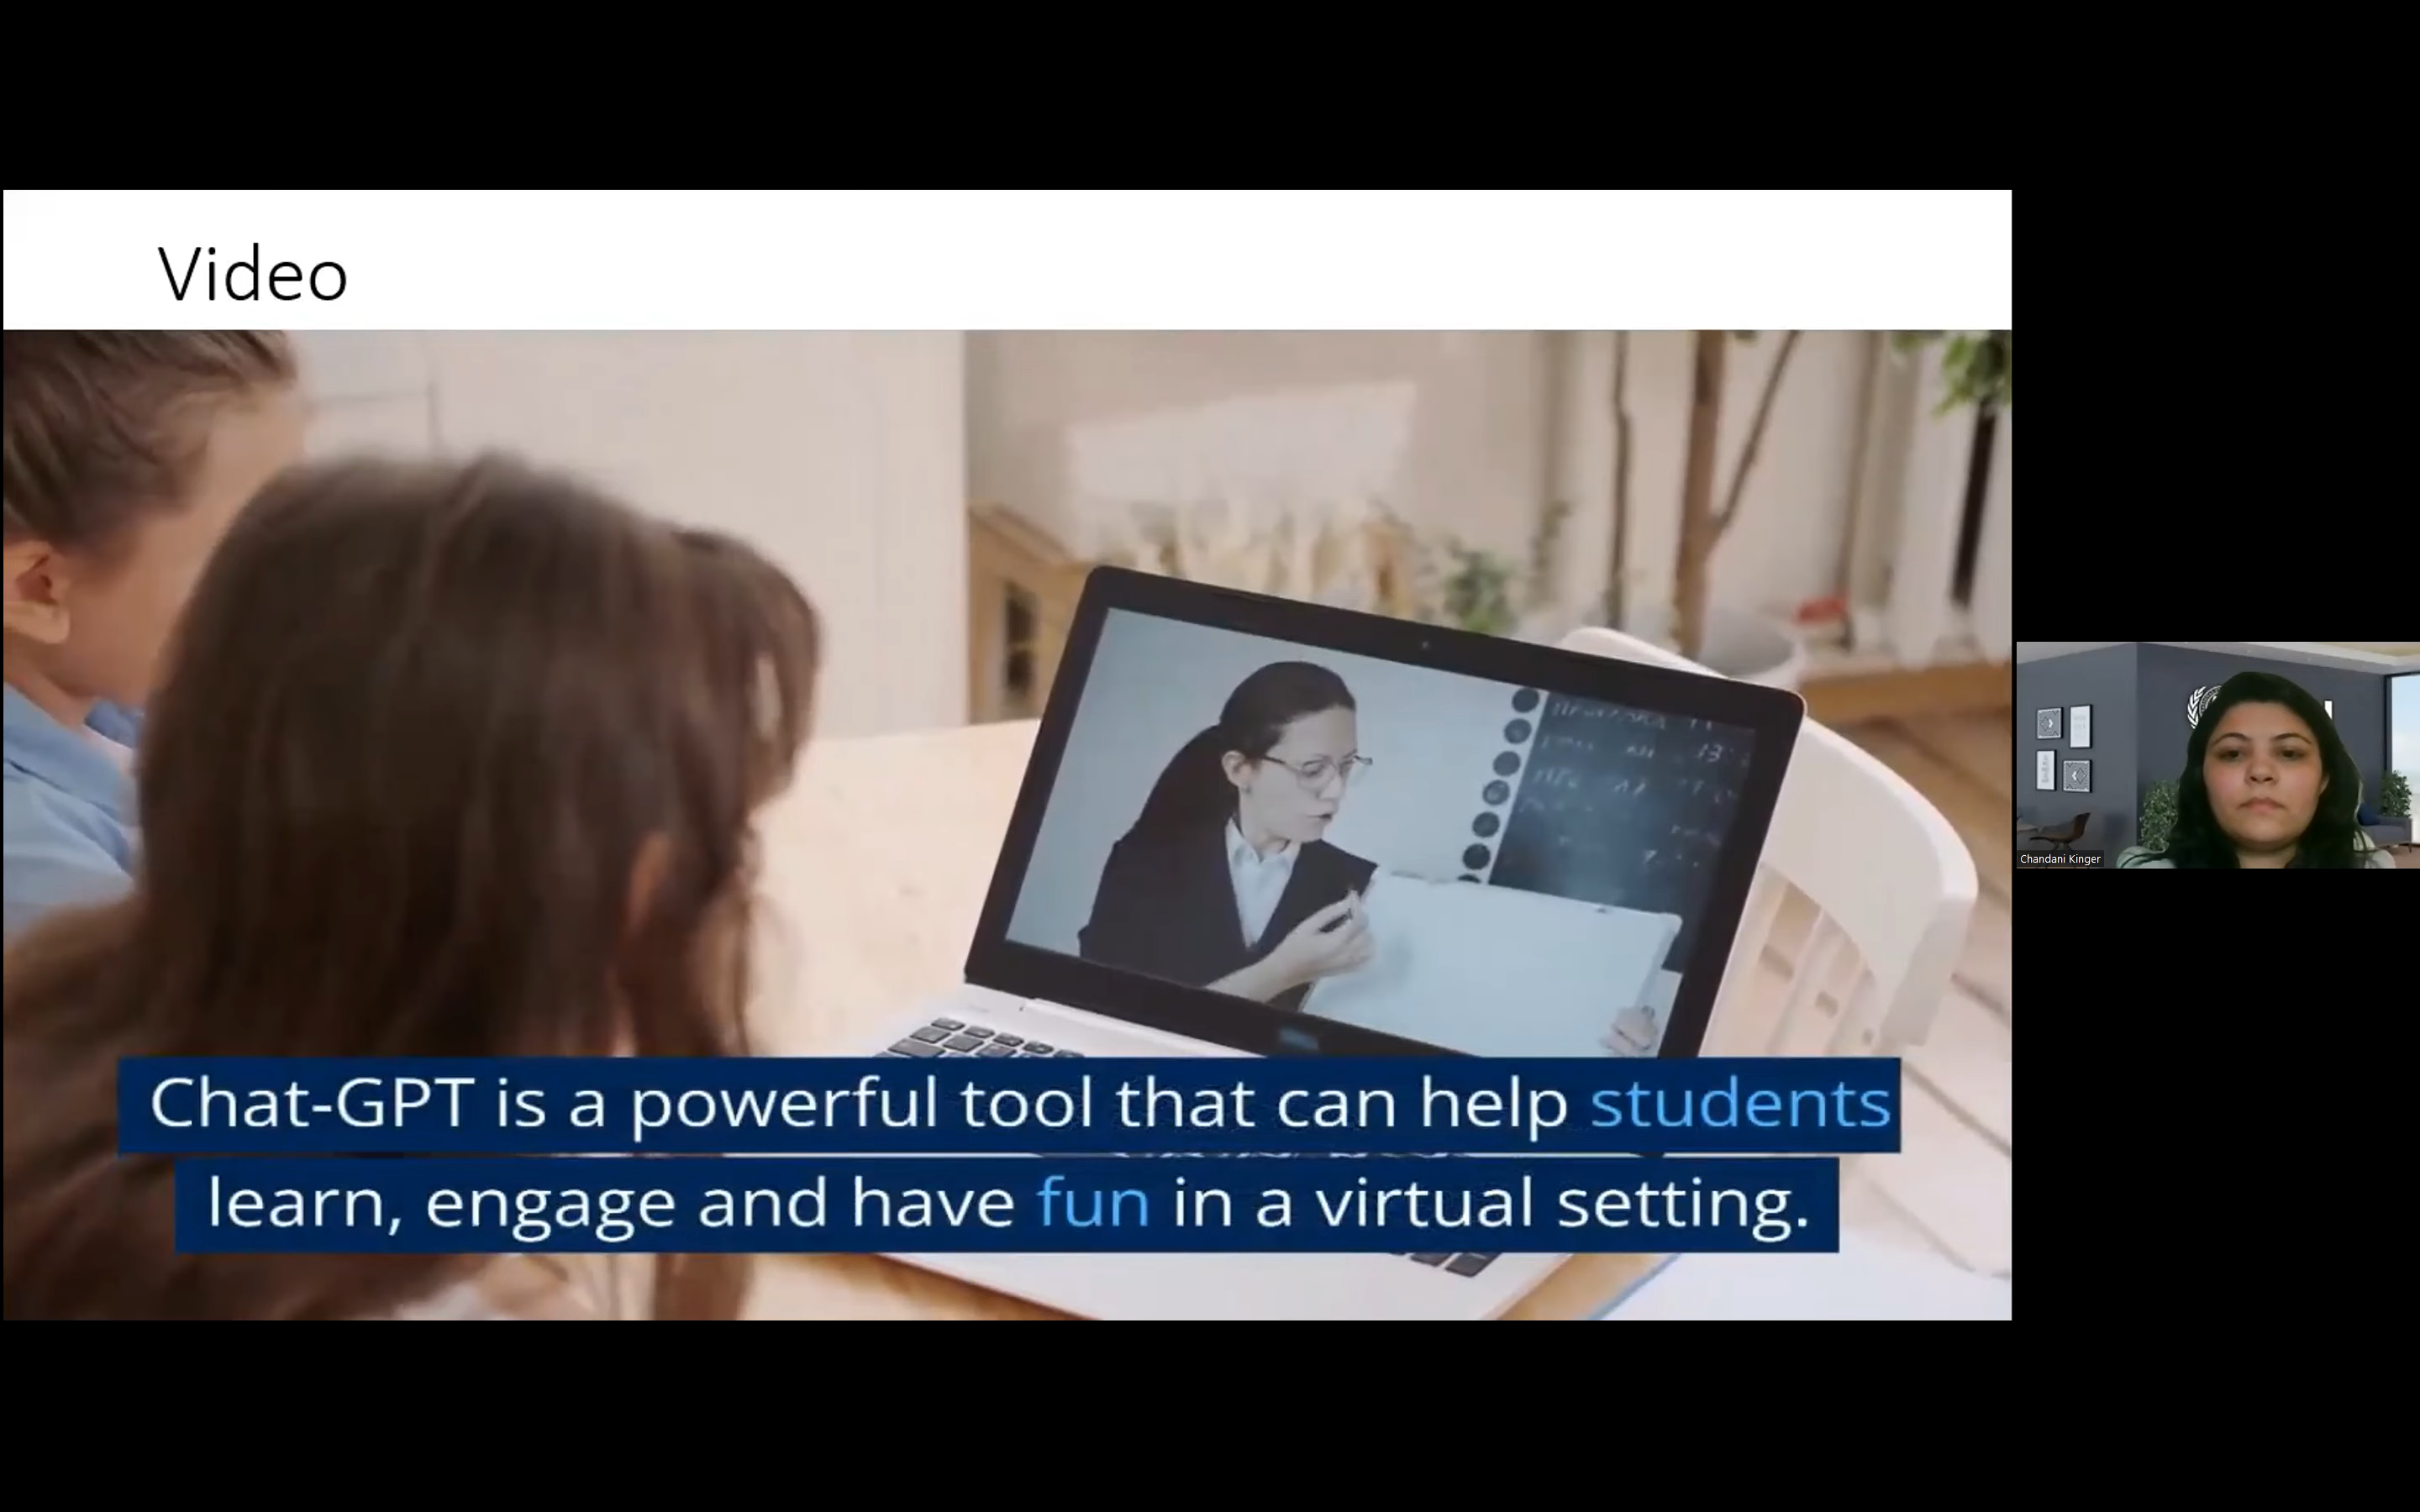 Video
Chat-GPT is a powerful tool that can help students
learn, engage and have fun in a virtual setting.
Chandani Kinger